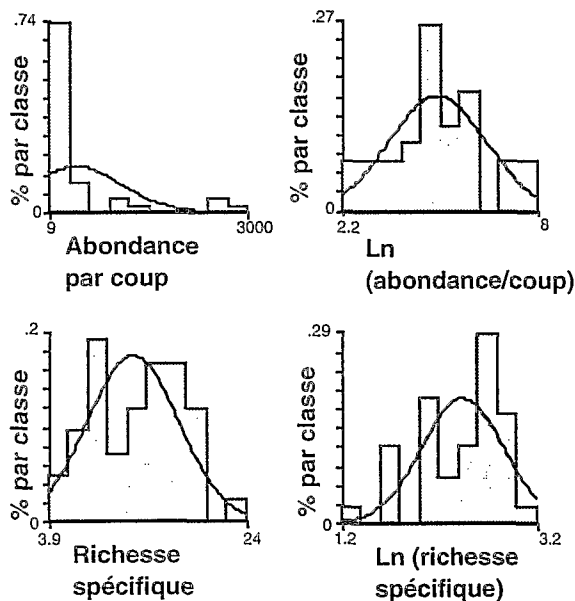 .74
% par classe
0
9
3000
Abondance
par coup
.27
% par classe
0
2.2
8
Ln
(abondance/coup)
.2
% par classe
0
3.9
24
Richesse
spécifique
.29
% par classe
0
1.2
3.2
Ln (richesse
spécifique)